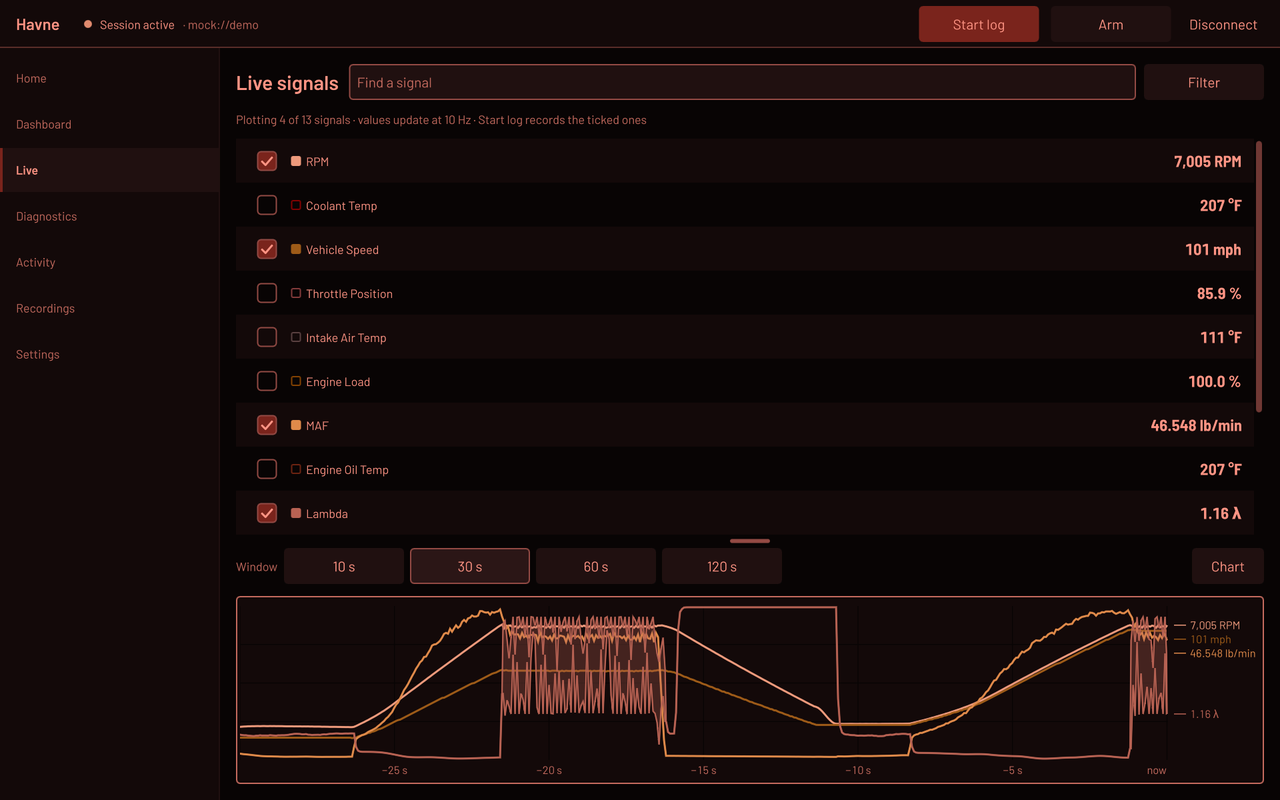 Havne
Session active · mock://demo
Start log
Arm
Disconnect
Home
Dashboard
Live
Diagnostics
Activity
Recordings
Settings
Live signals
Find a signal
Filter
Plotting 4 of 13 signals · values update at 10 Hz · Start log records the ticked ones
RPM 7,005 RPM
Coolant Temp 207 °F
Vehicle Speed 101 mph
Throttle Position 85.9 %
Intake Air Temp 111 °F
Engine Load 100.0 %
MAF 46.548 lb/min
Engine Oil Temp 207 °F
Lambda 1.16 λ
Window 10 s 30 s 60 s 120 s Chart
7,005 RPM
101 mph
46.548 lb/min
1.16 λ
−25 s −20 s −15 s −10 s −5 s now